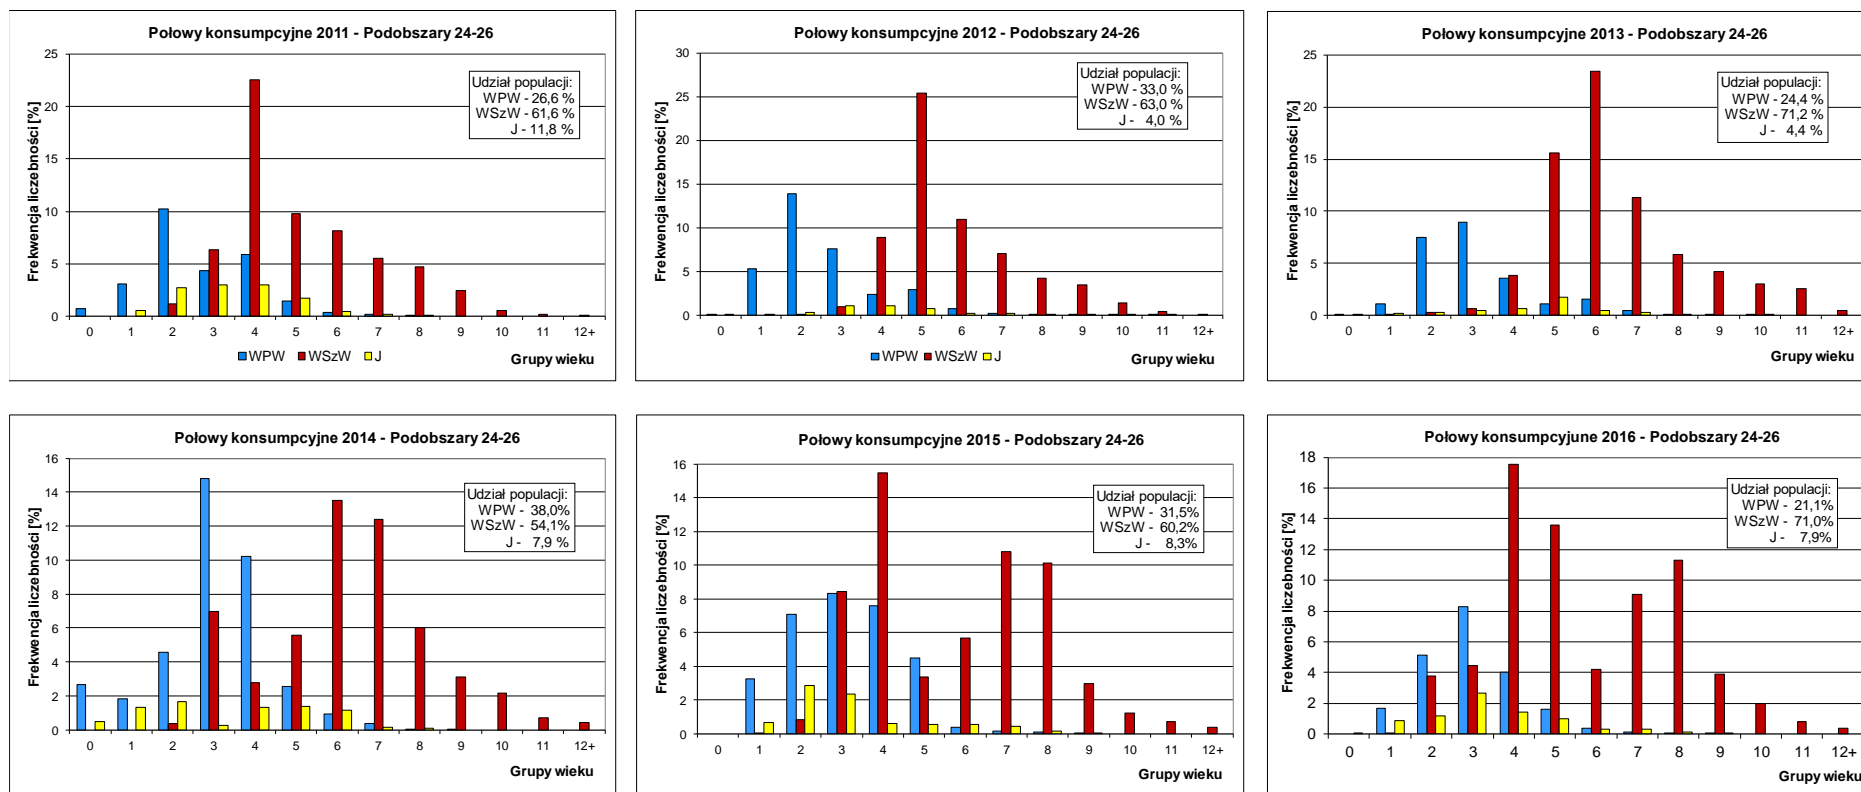 Połowy konsumpcyjne 2011 - Podobszary 24-26
Frekwencja liczebności [%]
25
20
15
10
5
0
Udział populacji:
WPW - 26,6 %
WSzW - 61,6 %
J - 11,8 %
0 1 2 3 4 5 6 7 8 9 10 11 12+
WPW WSzW J
Grupy wieku
Połowy konsumpcyjne 2012 - Podobszary 24-26
Frekwencja liczebności [%]
30
25
20
15
10
5
0
Udział populacji:
WPW - 33,0 %
WSzW - 63,0 %
J - 4,0 %
0 1 2 3 4 5 6 7 8 9 10 11 12+
WPW WSzW J
Grupy wieku
Połowy konsumpcyjne 2013 - Podobszary 24-26
Frekwencja liczebności [%]
25
20
15
10
5
0
Udział populacji:
WPW - 24,4 %
WSzW - 71,2 %
J - 4,4 %
0 1 2 3 4 5 6 7 8 9 10 11 12+
Grupy wieku
Połowy konsumpcyjne 2014 - Podobszary 24-26
Frekwencja liczebności [%]
16
14
12
10
8
6
4
2
0
Udział populacji:
WPW - 38,0%
WSzW - 54,1%
J - 7,9 %
0 1 2 3 4 5 6 7 8 9 10 11 12+
Grupy wieku
Połowy konsumpcyjne 2015 - Podobszary 24-26
Frekwencja liczebności [%]
16
14
12
10
8
6
4
2
0
Udział populacji:
WPW - 31,5%
WSzW - 60,2%
J - 8,3%
0 1 2 3 4 5 6 7 8 9 10 11 12+
Grupy wieku
Połowy konsumpcyjune 2016 - Podobszary 24-26
Frekwencja liczebności [%]
18
16
14
12
10
8
6
4
2
0
Udział populacji:
WPW - 21,1%
WSzW - 71,0%
J - 7,9%
0 1 2 3 4 5 6 7 8 9 10 11 12+
Grupy wieku